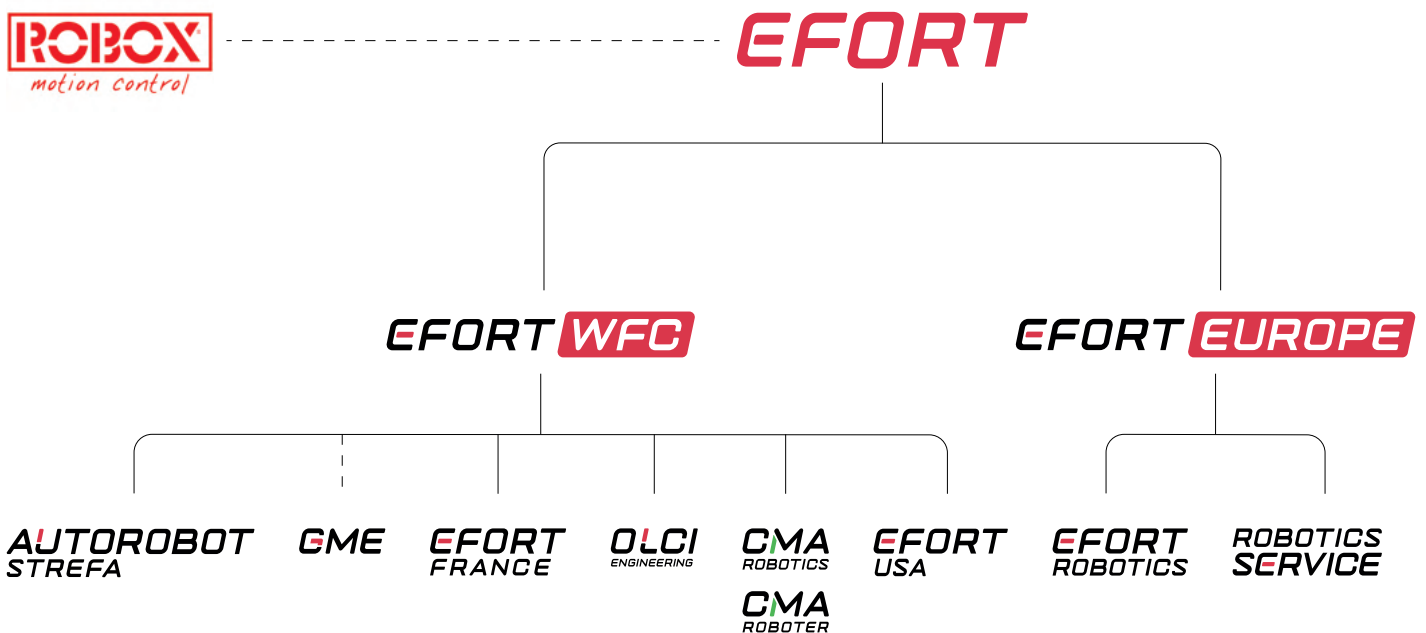 ROBOX
motion control
EFORT
EFORT WFC
EFORT EUROPE
AUTOROBOT
STREFA
GME
EFORT
FRANCE
OLCI
ENGINEERING
CMA
ROBOTICS
CMA
ROBOTER
EFORT
USA
EFORT
ROBOTICS
ROBOTICS
SERVICE